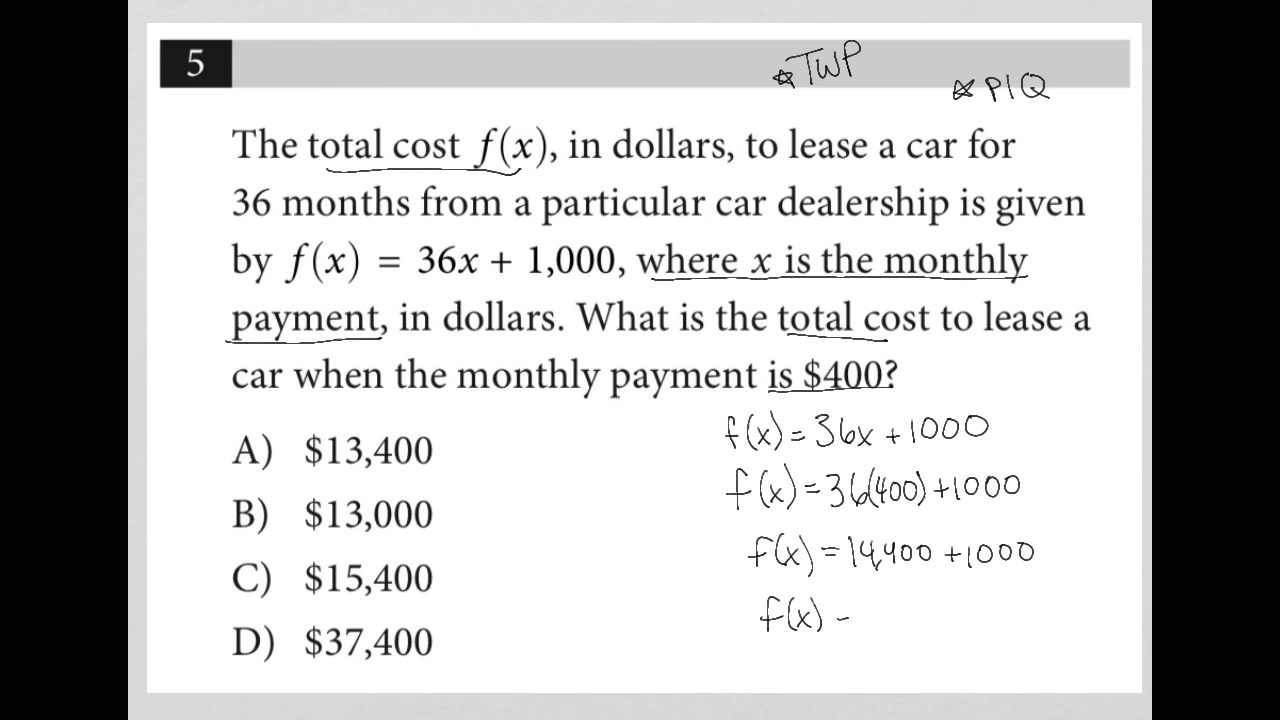 5
☆TWP
☆PIQ
The total cost f(x), in dollars, to lease a car for
36 months from a particular car dealership is given
by f(x) = 36x + 1,000, where x is the monthly
payment, in dollars. What is the total cost to lease a
car when the monthly payment is $400?
A) $13,400
B) $13,000
C) $15,400
D) $37,400
f(x) = 36x + 1000
f(x) = 36(400) + 1000
f(x) = 14,400 + 1000
f(x) -